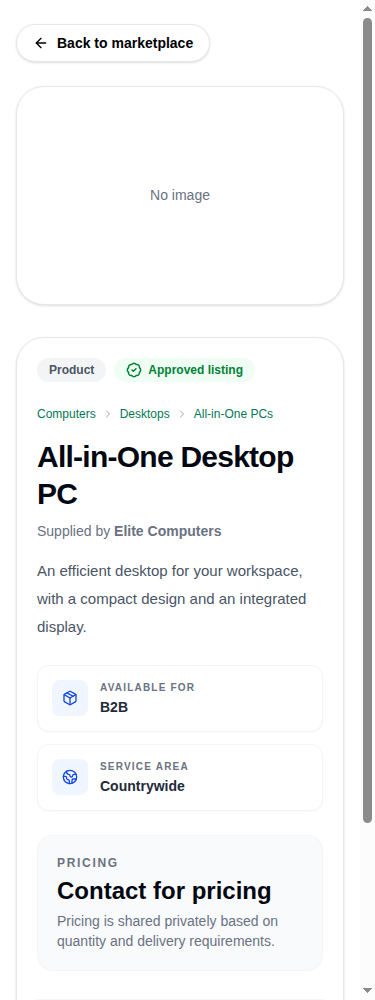 Back to marketplace
No image
Product
Approved listing
Computers
Desktops
All-in-One PCs
All-in-One Desktop
PC
Supplied by Elite Computers
An efficient desktop for your workspace,
with a compact design and an integrated
display.
AVAILABLE FOR
B2B
SERVICE AREA
Countrywide
PRICING
Contact for pricing
Pricing is shared privately based on
quantity and delivery requirements.